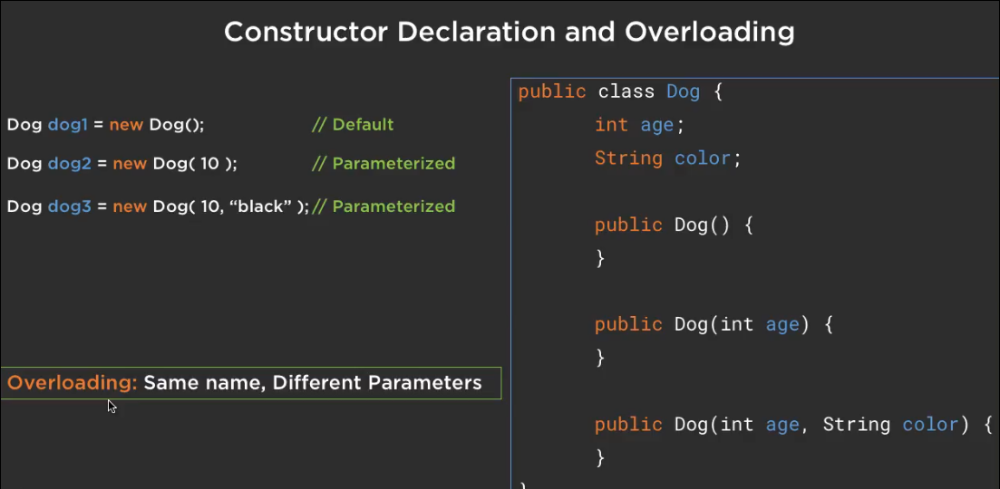 Constructor Declaration and Overloading
Dog dog1 = new Dog(); // Default
Dog dog2 = new Dog( 10 ); // Parameterized
Dog dog3 = new Dog( 10, “black” ); // Parameterized
Overloading: Same name, Different Parameters
public class Dog {
int age;
String color;
public Dog() {
}
public Dog(int age) {
}
public Dog(int age, String color) {
}
}